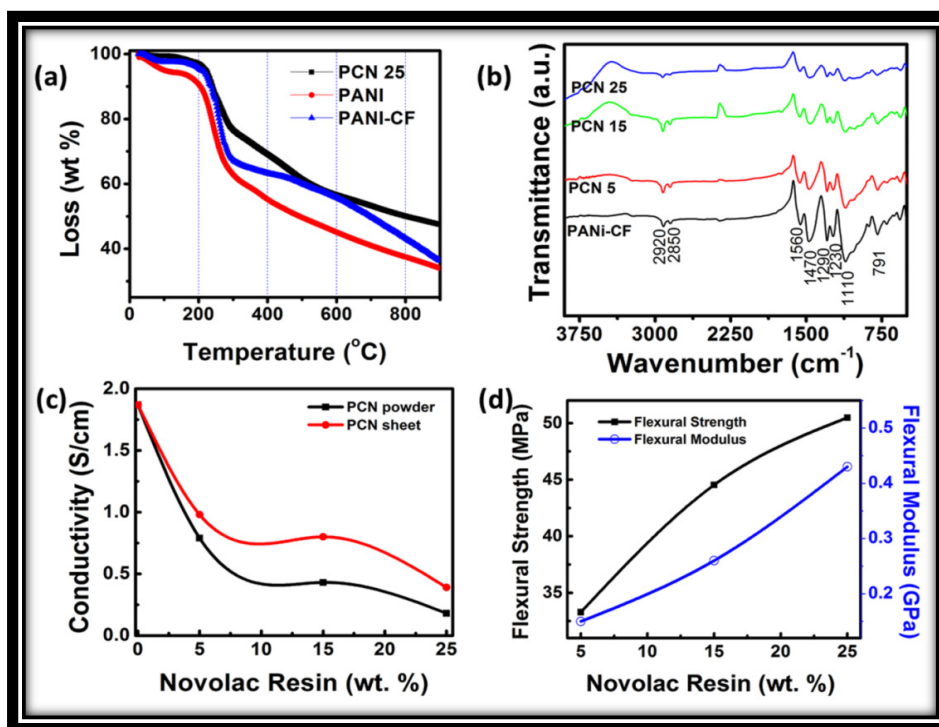 (a)
PCN 25
PANI
PANI-CF
100
80
60
40
Loss (wt %)
0 200 400 600 800
Temperature (°C)
(b)
PCN 25
PCN 15
PCN 5
PANi-CF
2920
2850
1560
1470
1290
1230
1110
791
Transmittance (a.u.)
3750 3000 2250 1500 750
Wavenumber (cm⁻¹)
(c)
PCN powder
PCN sheet
2.0
1.5
1.0
0.5
0.0
Conductivity (S/cm)
0 5 10 15 20 25
Novolac Resin (wt. %)
(d)
Flexural Strength
Flexural Modulus
50
45
40
35
Flexural Strength (MPa)
0.5
0.4
0.3
0.2
Flexural Modulus (GPa)
5 10 15 20 25
Novolac Resin (wt. %)